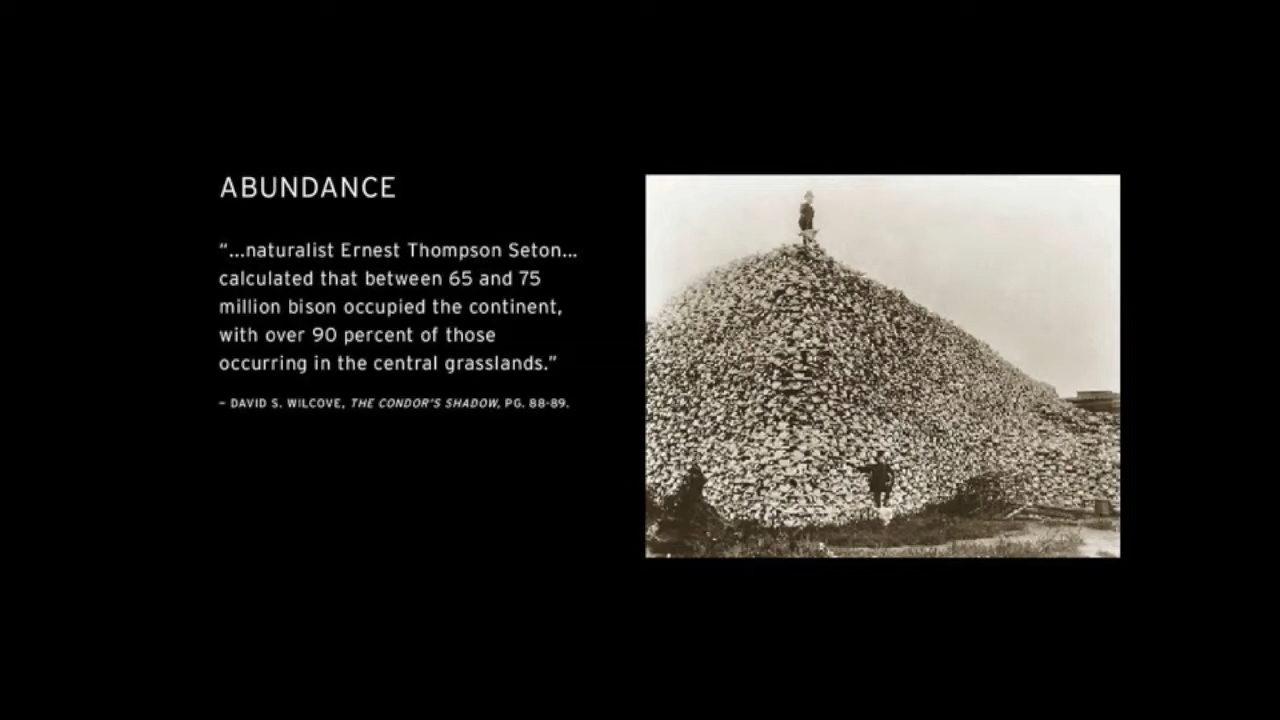 ABUNDANCE
“...naturalist Ernest Thompson Seton...
calculated that between 65 and 75
million bison occupied the continent,
with over 90 percent of those
occurring in the central grasslands.”
– DAVID S. WILCOVE, THE CONDOR’S SHADOW, PG. 88-89.